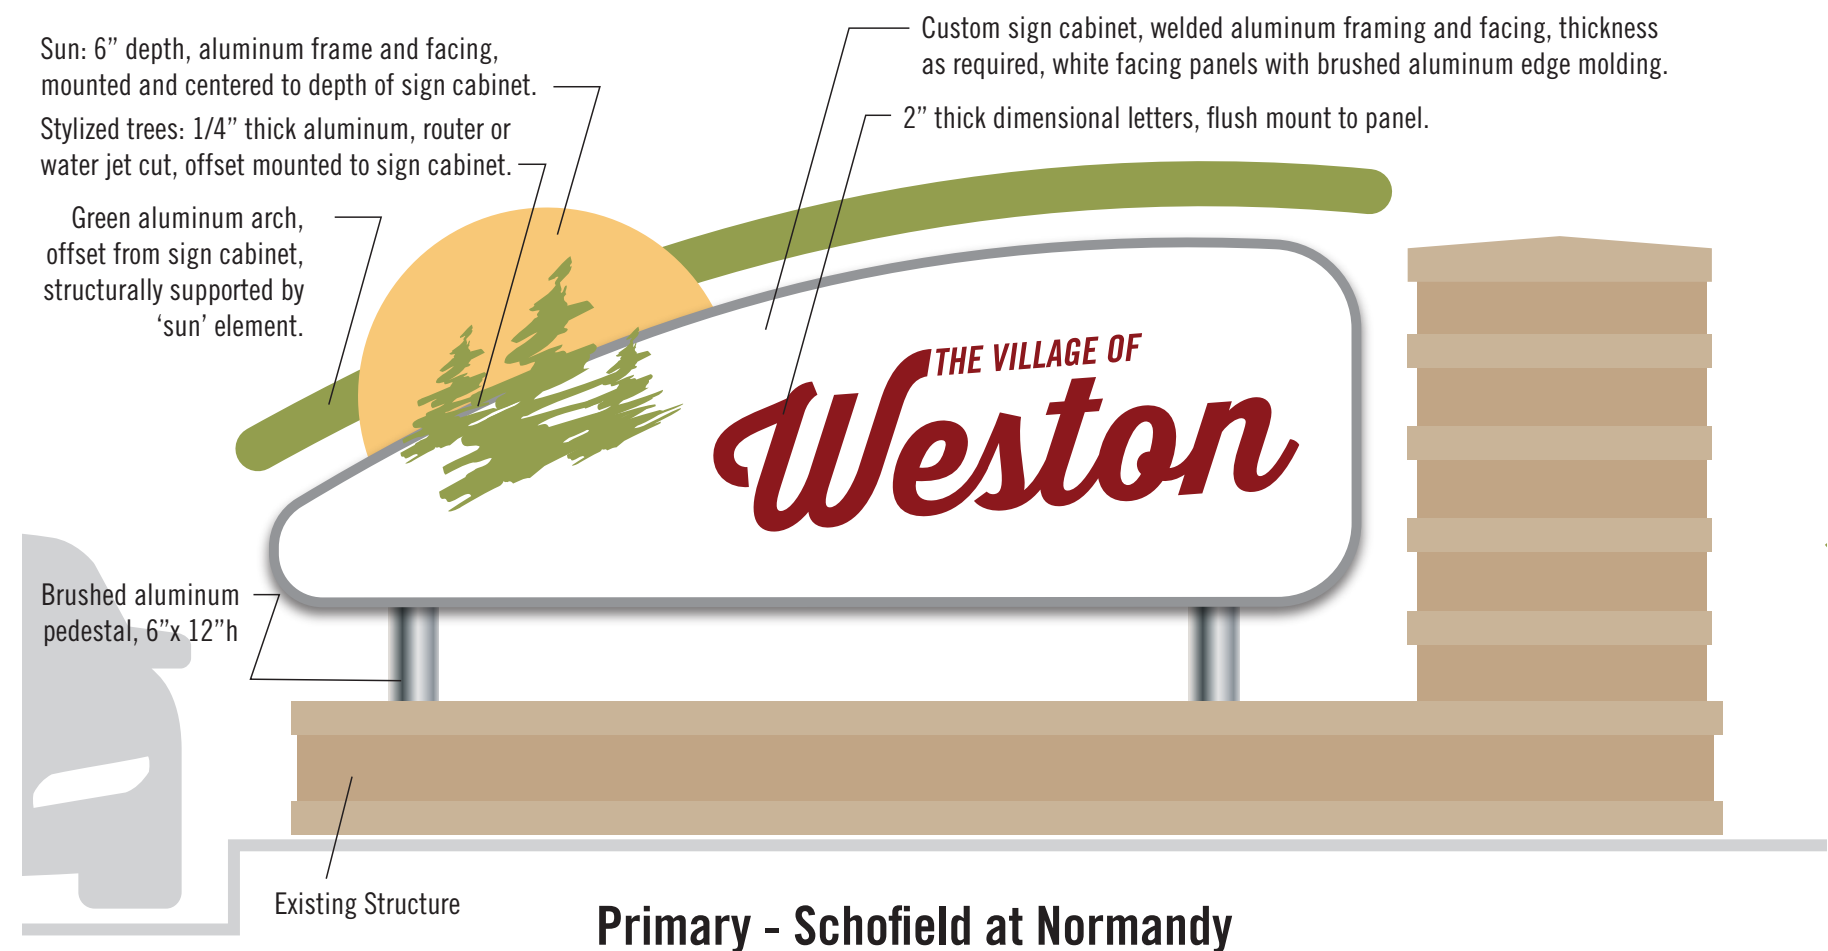 Custom sign cabinet, welded aluminum framing and facing, thickness
as required, white facing panels with brushed aluminum edge molding.
Sun: 6” depth, aluminum frame and facing,
mounted and centered to depth of sign cabinet.
2” thick dimensional letters, flush mount to panel.
Stylized trees: 1/4” thick aluminum, router or
water jet cut, offset mounted to sign cabinet.
Green aluminum arch,
offset from sign cabinet,
structurally supported by
‘sun’ element.
THE VILLAGE OF
Weston
Brushed aluminum
pedestal, 6”x 12”h
Existing Structure
Primary - Schofield at Normandy